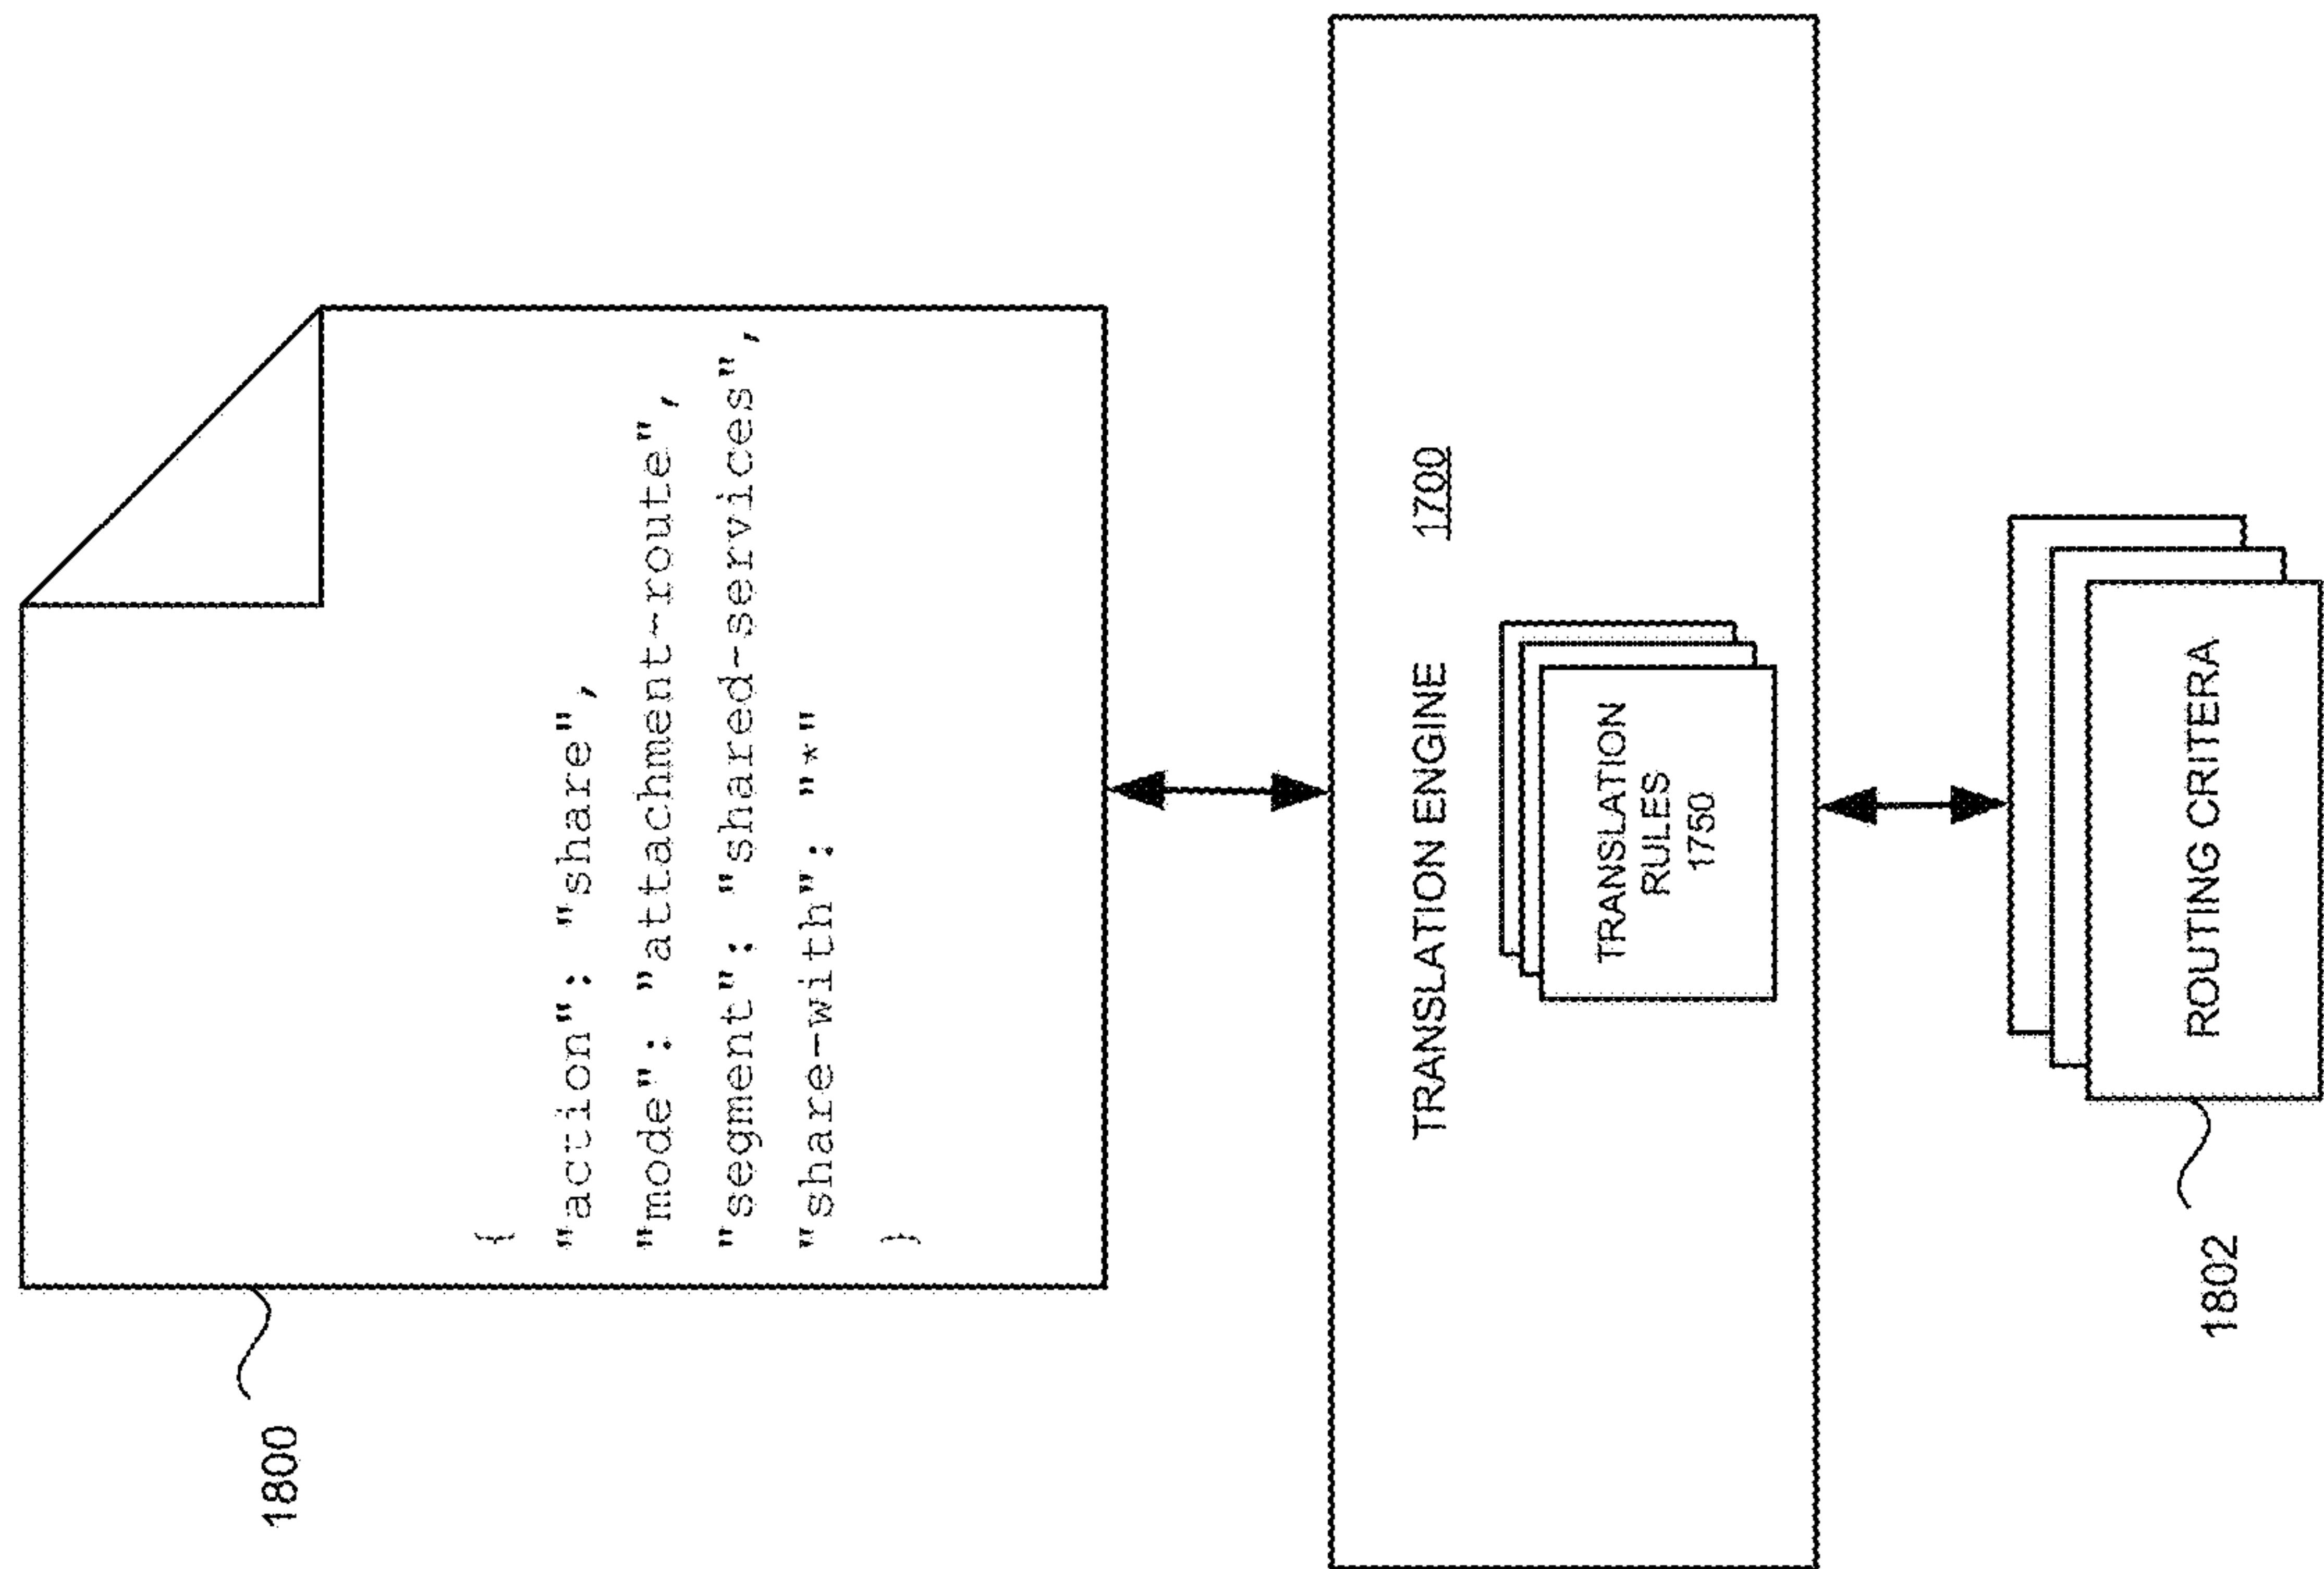 1800
{
"action": "share",
"mode": "attachment-route",
"segment": "shared-services",
"share-with": "*"
}
TRANSLATION ENGINE 1700
TRANSLATION
RULES
1750
ROUTING CRITERA
1802